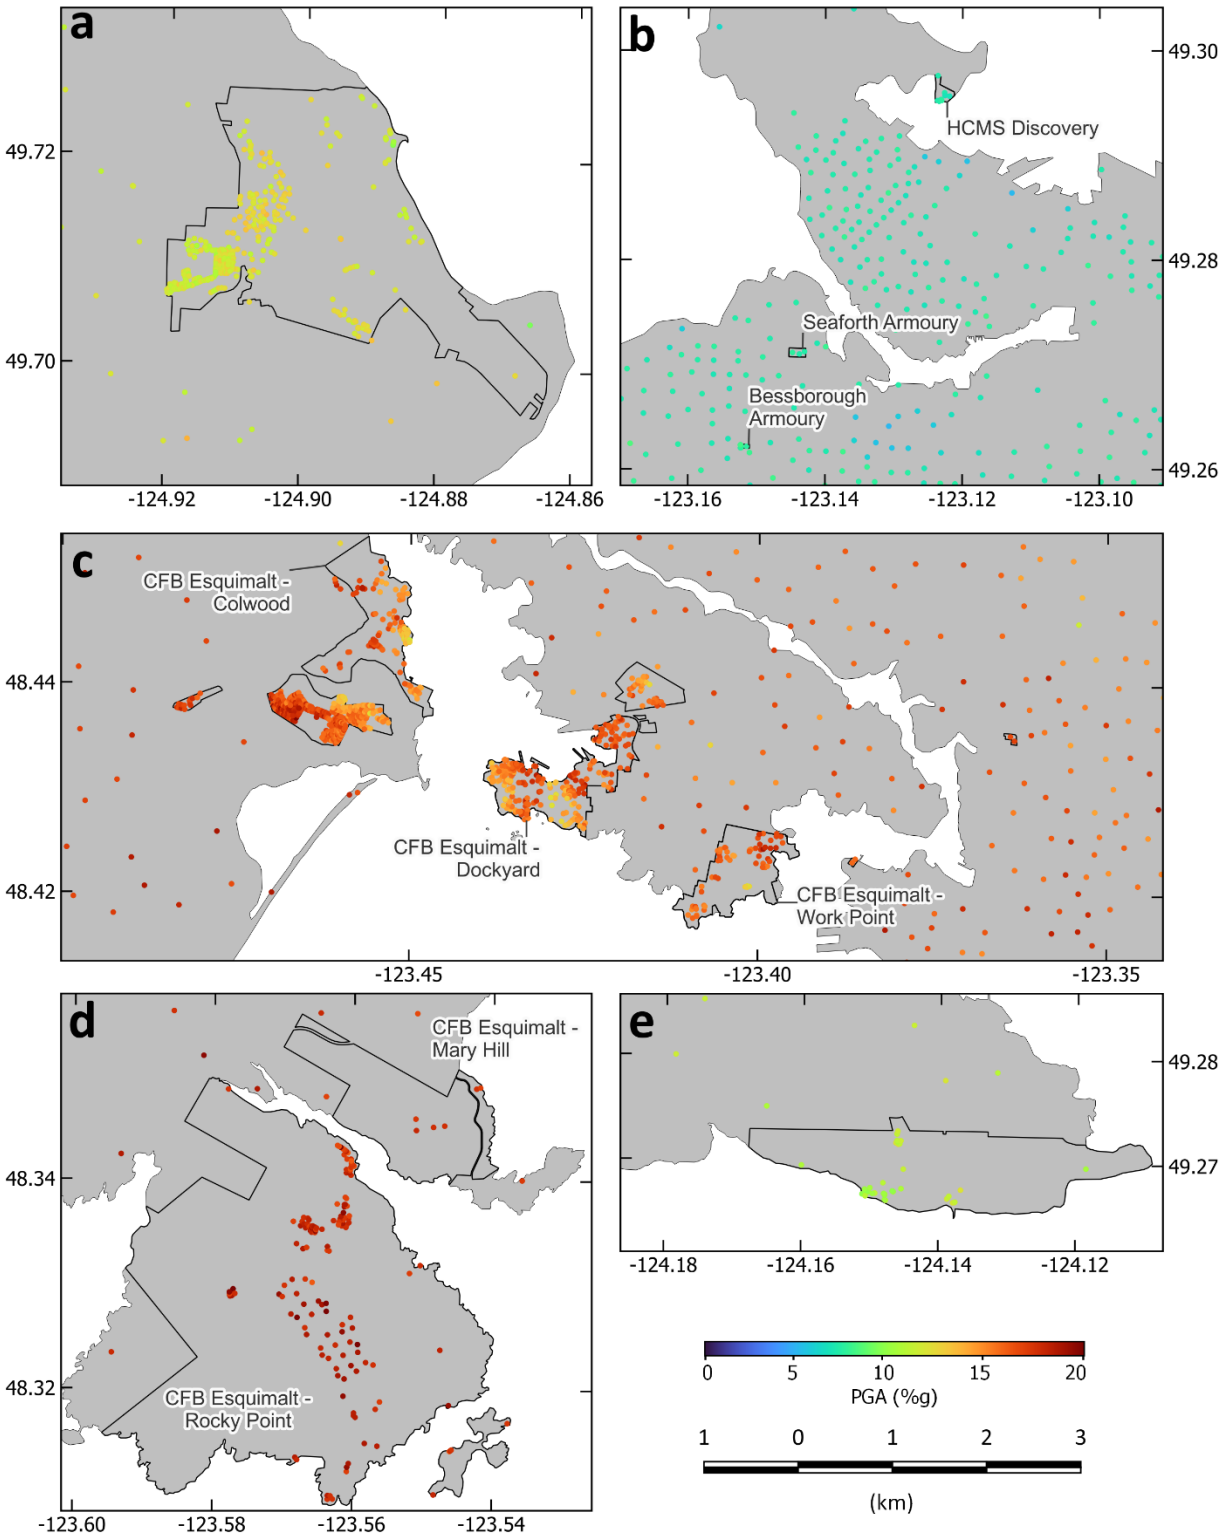 a
49.72
49.70
-124.92
-124.90
-124.88
-124.86
b
49.30
HCMS Discovery
49.28
Seaforth Armoury
Bessborough
Armoury
49.26
-123.16
-123.14
-123.12
-123.10
c
CFB Esquimalt -
Colwood
48.44
CFB Esquimalt -
Dockyard
48.42
CFB Esquimalt -
Work Point
-123.45
-123.40
-123.35
d
CFB Esquimalt -
Mary Hill
48.34
48.32
CFB Esquimalt -
Rocky Point
-123.60
-123.58
-123.56
-123.54
e
49.28
49.27
-124.18
-124.16
-124.14
-124.12
0 5 10 15 20
PGA (%g)
1 0 1 2 3
(km)